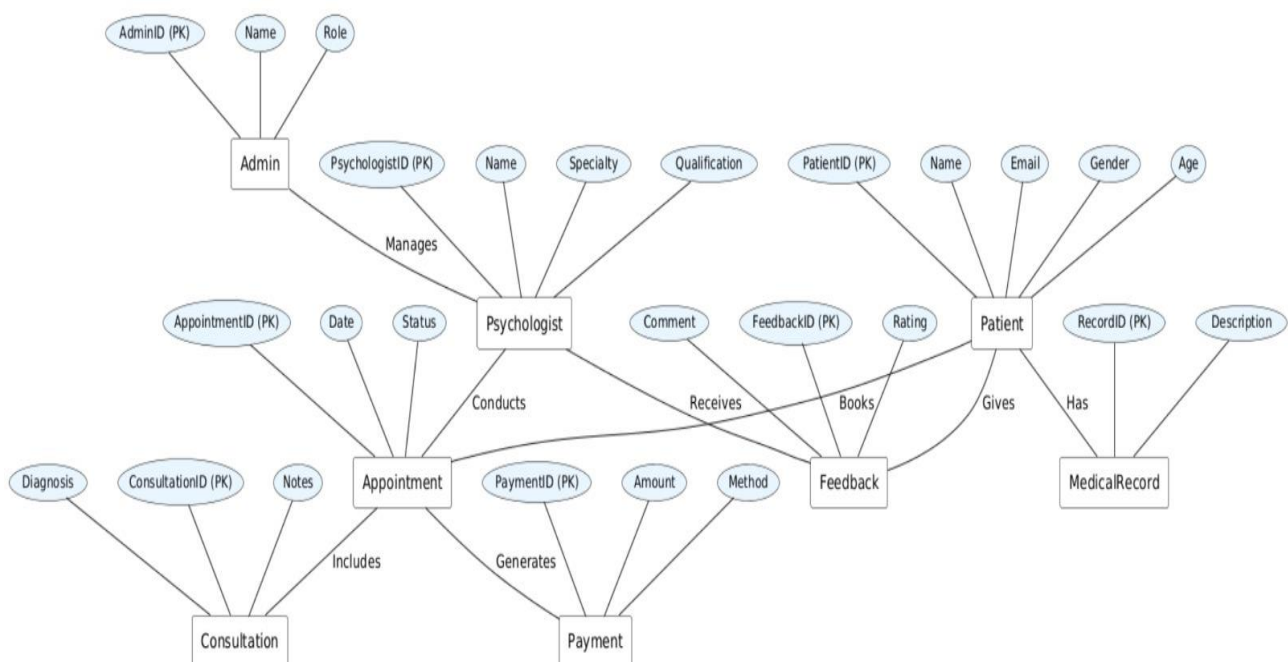 AdminID (PK)
Name
Role
Admin
PsychologistID (PK)
Name
Specialty
Qualification
PatientID (PK)
Name
Email
Gender
Age
Manages
AppointmentID (PK)
Date
Status
Psychologist
Comment
FeedbackID (PK)
Rating
Patient
RecordID (PK)
Description
Conducts
Receives
Books
Gives
Has
Diagnosis
ConsultationID (PK)
Notes
Appointment
PaymentID (PK)
Amount
Method
Feedback
MedicalRecord
Includes
Generates
Consultation
Payment